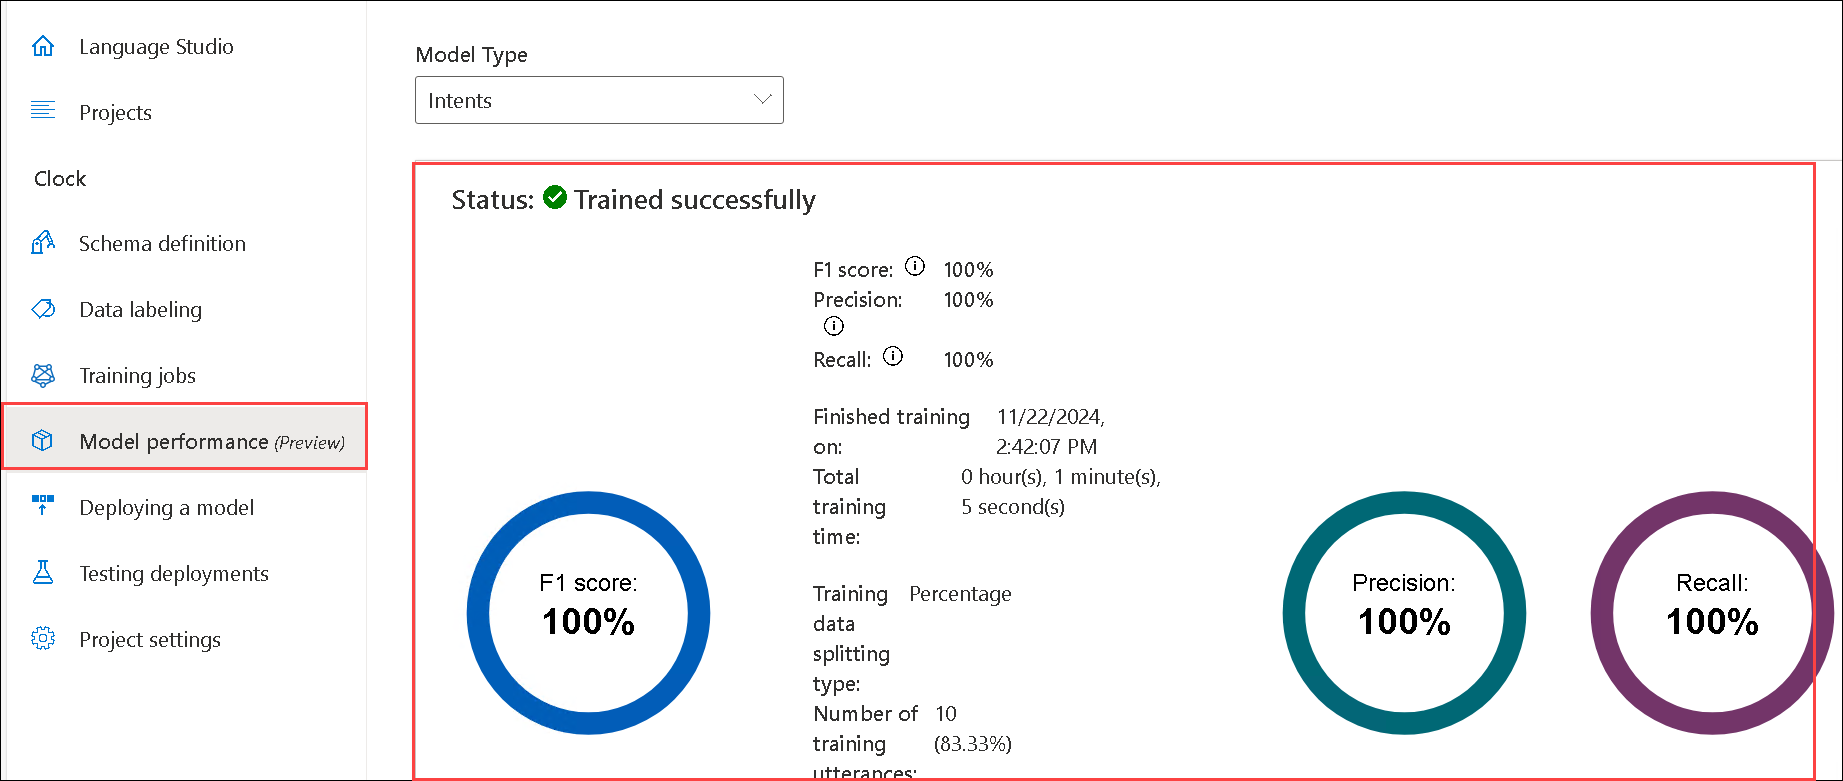 Language Studio
Projects
Clock
Schema definition
Data labeling
Training jobs
Model performance (Preview)
Deploying a model
Testing deployments
Project settings
Model Type
Intents
Status: Trained successfully
F1 score: 100%
Precision: 100%
Recall: 100%
Finished training on: 11/22/2024, 2:42:07 PM
Total training time: 0 hour(s), 1 minute(s), 5 second(s)
Training data splitting type: Percentage
Number of training utterances: 10 (83.33%)
F1 score:
100%
Precision:
100%
Recall:
100%